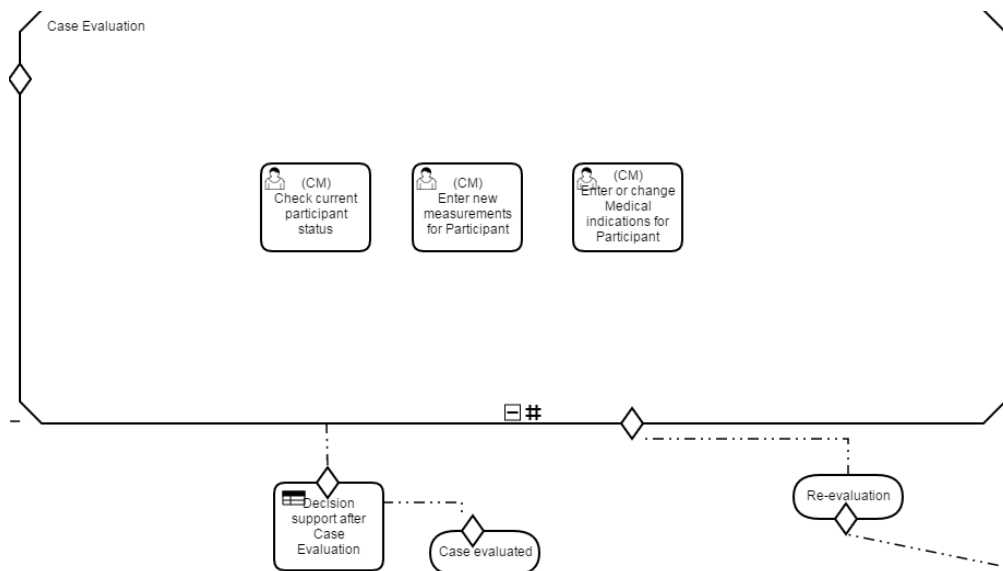 Case Evaluation
(CM)
Check current
participant
status
(CM)
Enter new
measurements
for Participant
(CM)
Enter or change
Medical
indications for
Participant
Decision
support after
Case
Evaluation
Case evaluated
Re-evaluation